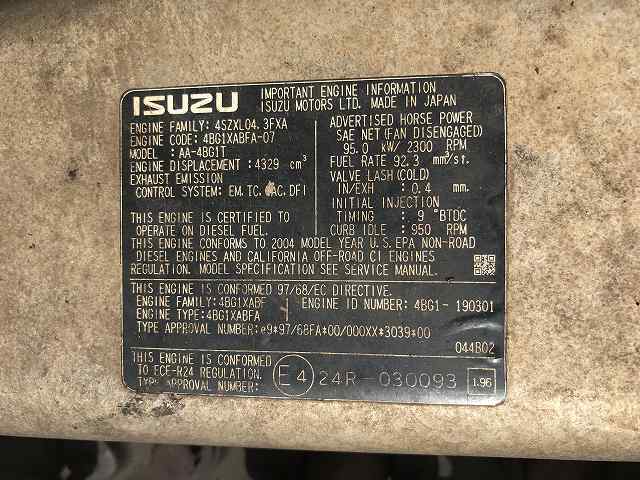 ISUZU
IMPORTANT ENGINE INFORMATION
ISUZU MOTORS LTD. MADE IN JAPAN
ENGINE FAMILY: 4SZXL04.3FXA
ENGINE CODE: 4BG1XABFA-07
MODEL: AA-4BG1T
ENGINE DISPLACEMENT: 4329 cm³
EXHAUST EMISSION
CONTROL SYSTEM: EM, TC, CAC, DFI
THIS ENGINE IS CERTIFIED TO
OPERATE ON DIESEL FUEL.
ADVERTISED HORSE POWER
SAE NET(FAN DISENGAGED)
95.0 kW/ 2300 RPM
FUEL RATE 92.3 mm³/st.
VALVE LASH(COLD)
IN/EXH : 0.4 mm.
INITIAL INJECTION
TIMING : 9 °BTDC
CURB IDLE : 950 RPM
THIS ENGINE CONFORMS TO 2004 MODEL YEAR U.S.EPA NON-ROAD
DIESEL ENGINES AND CALIFORNIA OFF-ROAD CI ENGINES
REGULATION. MODEL SPECIFICATION SEE SERVICE MANUAL.
THIS ENGINE IS CONFORMED 97/68/EC DIRECTIVE.
ENGINE FAMILY:4BG1XABF
ENGINE ID NUMBER: 4BG1- 190301
ENGINE TYPE:4BG1XABFA
TYPE APPROVAL NUMBER:e9*97/68FA*00/000XX*3039*00
044B02
THIS ENGINE IS CONFORMED
TO ECE-R24 REGULATION.
TYPE APPROVAL NUMBER:
E4 24R-030093 1.96